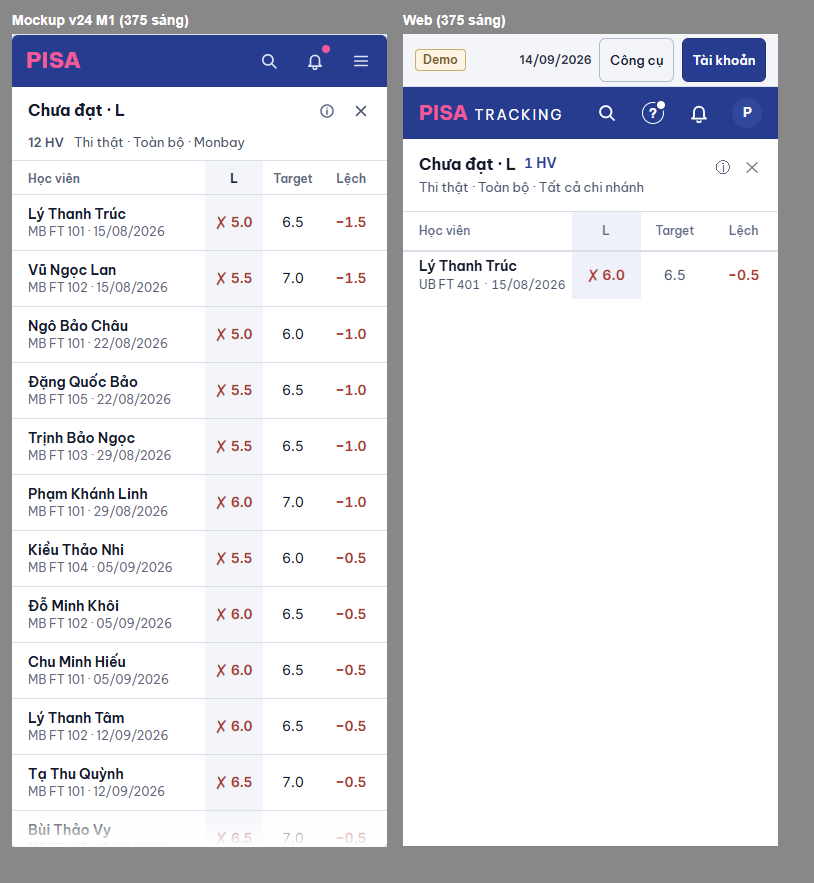 Mockup v24 M1 (375 sáng)
PISA
Chưa đạt · L
12 HV Thi thật · Toàn bộ · Monbay
Học viên L Target Lệch
Lý Thanh Trúc
MB FT 101 · 15/08/2026
X 5.0 6.5 −1.5
Vũ Ngọc Lan
MB FT 102 · 15/08/2026
X 5.5 7.0 −1.5
Ngô Bảo Châu
MB FT 101 · 22/08/2026
X 5.0 6.0 −1.0
Đặng Quốc Bảo
MB FT 105 · 22/08/2026
X 5.5 6.5 −1.0
Trịnh Bảo Ngọc
MB FT 103 · 29/08/2026
X 5.5 6.5 −1.0
Phạm Khánh Linh
MB FT 101 · 29/08/2026
X 6.0 7.0 −1.0
Kiều Thảo Nhi
MB FT 104 · 05/09/2026
X 5.5 6.0 −0.5
Đỗ Minh Khôi
MB FT 102 · 05/09/2026
X 6.0 6.5 −0.5
Chu Minh Hiếu
MB FT 101 · 05/09/2026
X 6.0 6.5 −0.5
Lý Thanh Tâm
MB FT 102 · 12/09/2026
X 6.0 6.5 −0.5
Tạ Thu Quỳnh
MB FT 101 · 12/09/2026
X 6.5 7.0 −0.5
Bùi Thảo Vy
X 6.5 7.0 −0.5
Web (375 sáng)
Demo 14/09/2026 Công cụ Tài khoản
PISA TRACKING ? P
Chưa đạt · L 1 HV
Thi thật · Toàn bộ · Tất cả chi nhánh
Học viên L Target Lệch
Lý Thanh Trúc
UB FT 401 · 15/08/2026
X 6.0 6.5 −0.5